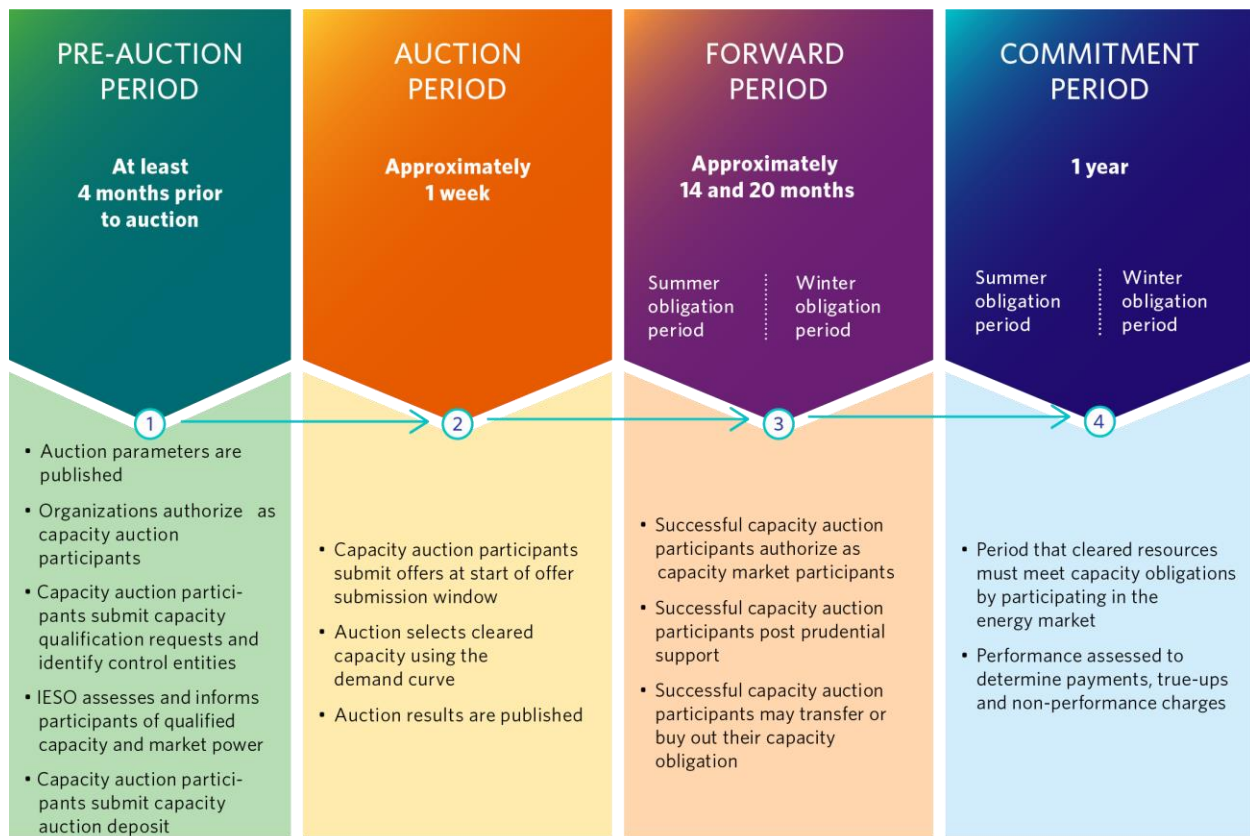 PRE-AUCTION
PERIOD
At least
4 months prior
to auction
AUCTION
PERIOD
Approximately
1 week
FORWARD
PERIOD
Approximately
14 and 20 months
Summer
obligation
period
Winter
obligation
period
COMMITMENT
PERIOD
1 year
Summer
obligation
period
Winter
obligation
period
1
• Auction parameters are
published
• Organizations authorize as
capacity auction
participants
• Capacity auction partici-
pants submit capacity
qualification requests and
identify control entities
• IESO assesses and informs
participants of qualified
capacity and market power
• Capacity auction partici-
pants submit capacity
auction deposit
2
• Capacity auction participants
submit offers at start of offer
submission window
• Auction selects cleared
capacity using the
demand curve
• Auction results are published
3
• Successful capacity auction
participants authorize as
capacity market participants
• Successful capacity auction
participants post prudential
support
• Successful capacity auction
participants may transfer or
buy out their capacity
obligation
4
• Period that cleared resources
must meet capacity obligations
by participating in the
energy market
• Performance assessed to
determine payments, true-ups
and non-performance charges